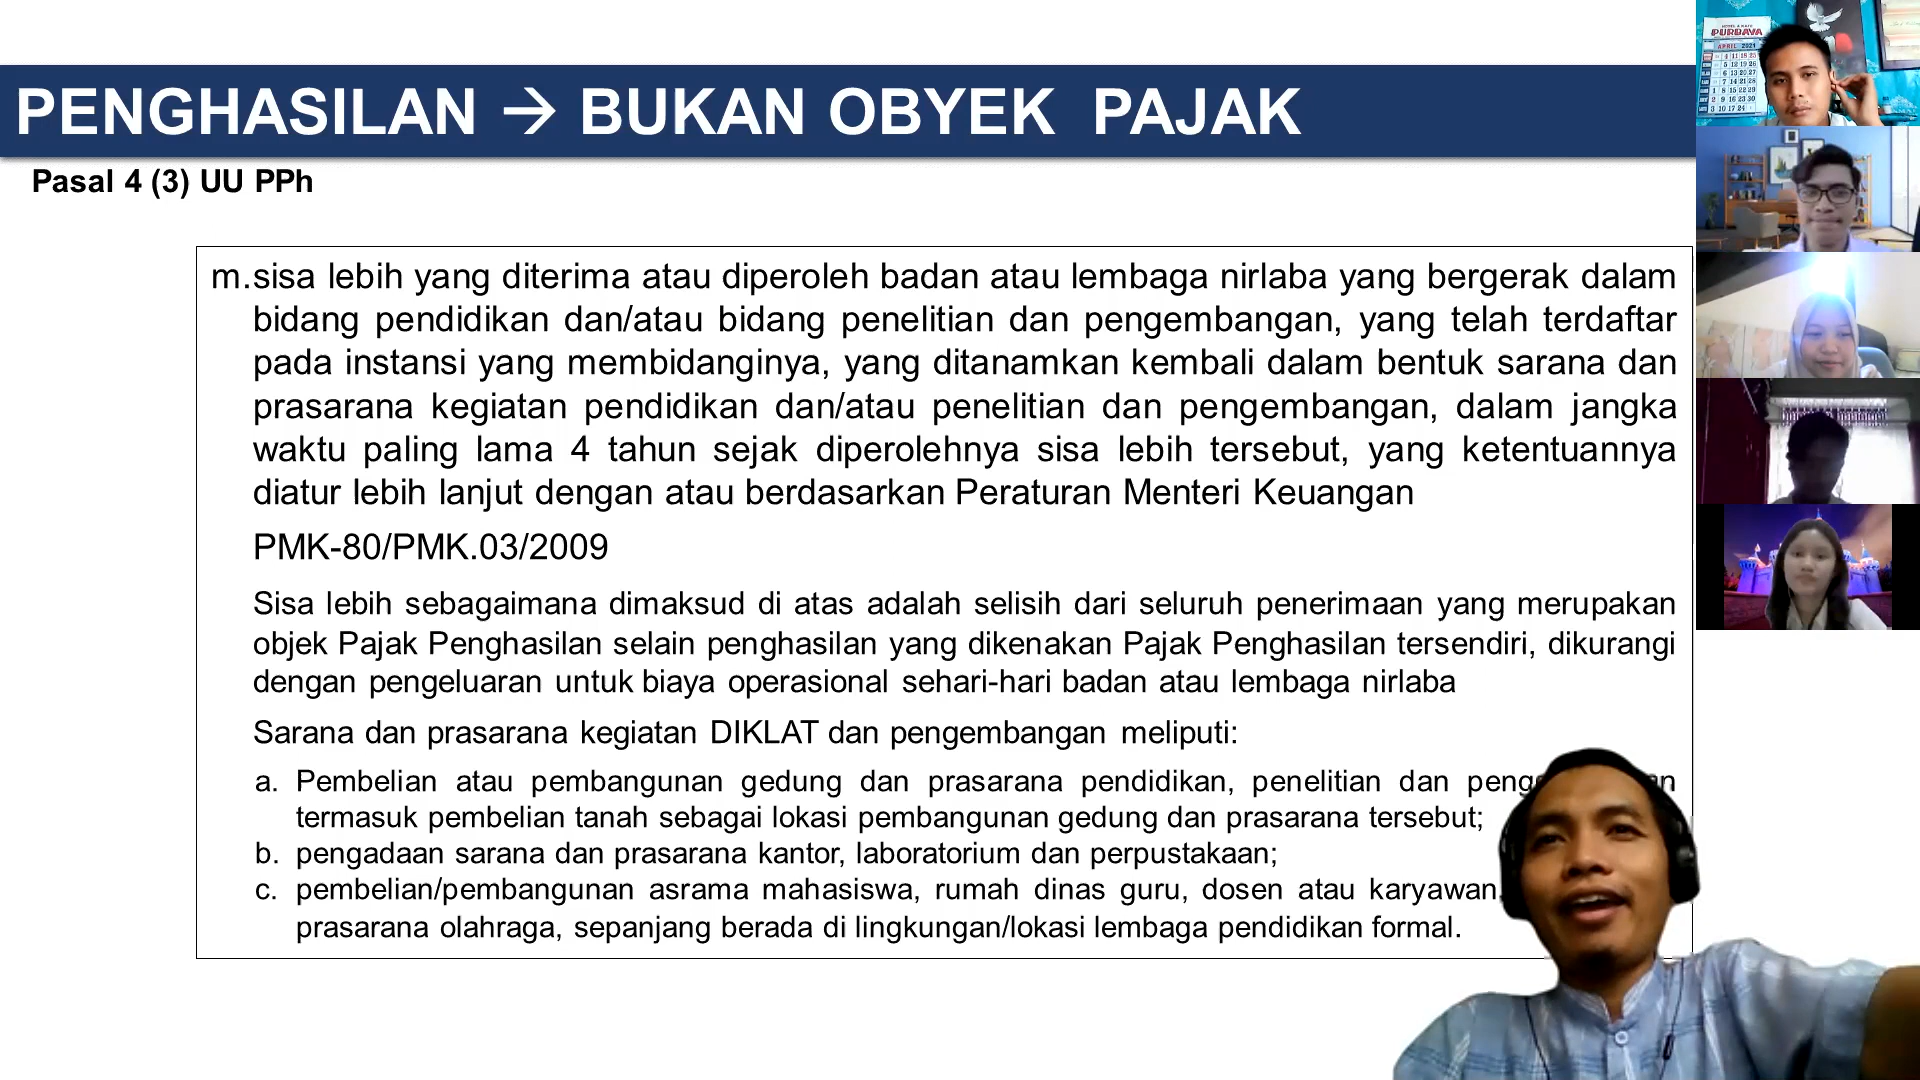 PENGHASILAN → BUKAN OBYEK PAJAK
Pasal 4 (3) UU PPh
m.sisa lebih yang diterima atau diperoleh badan atau lembaga nirlaba yang bergerak dalam
bidang pendidikan dan/atau bidang penelitian dan pengembangan, yang telah terdaftar
pada instansi yang membidanginya, yang ditanamkan kembali dalam bentuk sarana dan
prasarana kegiatan pendidikan dan/atau penelitian dan pengembangan, dalam jangka
waktu paling lama 4 tahun sejak diperolehnya sisa lebih tersebut, yang ketentuannya
diatur lebih lanjut dengan atau berdasarkan Peraturan Menteri Keuangan
PMK-80/PMK.03/2009
Sisa lebih sebagaimana dimaksud di atas adalah selisih dari seluruh penerimaan yang merupakan
objek Pajak Penghasilan selain penghasilan yang dikenakan Pajak Penghasilan tersendiri, dikurangi
dengan pengeluaran untuk biaya operasional sehari-hari badan atau lembaga nirlaba
Sarana dan prasarana kegiatan DIKLAT dan pengembangan meliputi:
a. Pembelian atau pembangunan gedung dan prasarana pendidikan, penelitian dan
termasuk pembelian tanah sebagai lokasi pembangunan gedung dan prasarana tersebut;
b. pengadaan sarana dan prasarana kantor, laboratorium dan perpustakaan;
c. pembelian/pembangunan asrama mahasiswa, rumah dinas guru, dosen atau karyawan,
prasarana olahraga, sepanjang berada di lingkungan/lokasi lembaga pendidikan formal.
PURBAYA
APRIL 2021